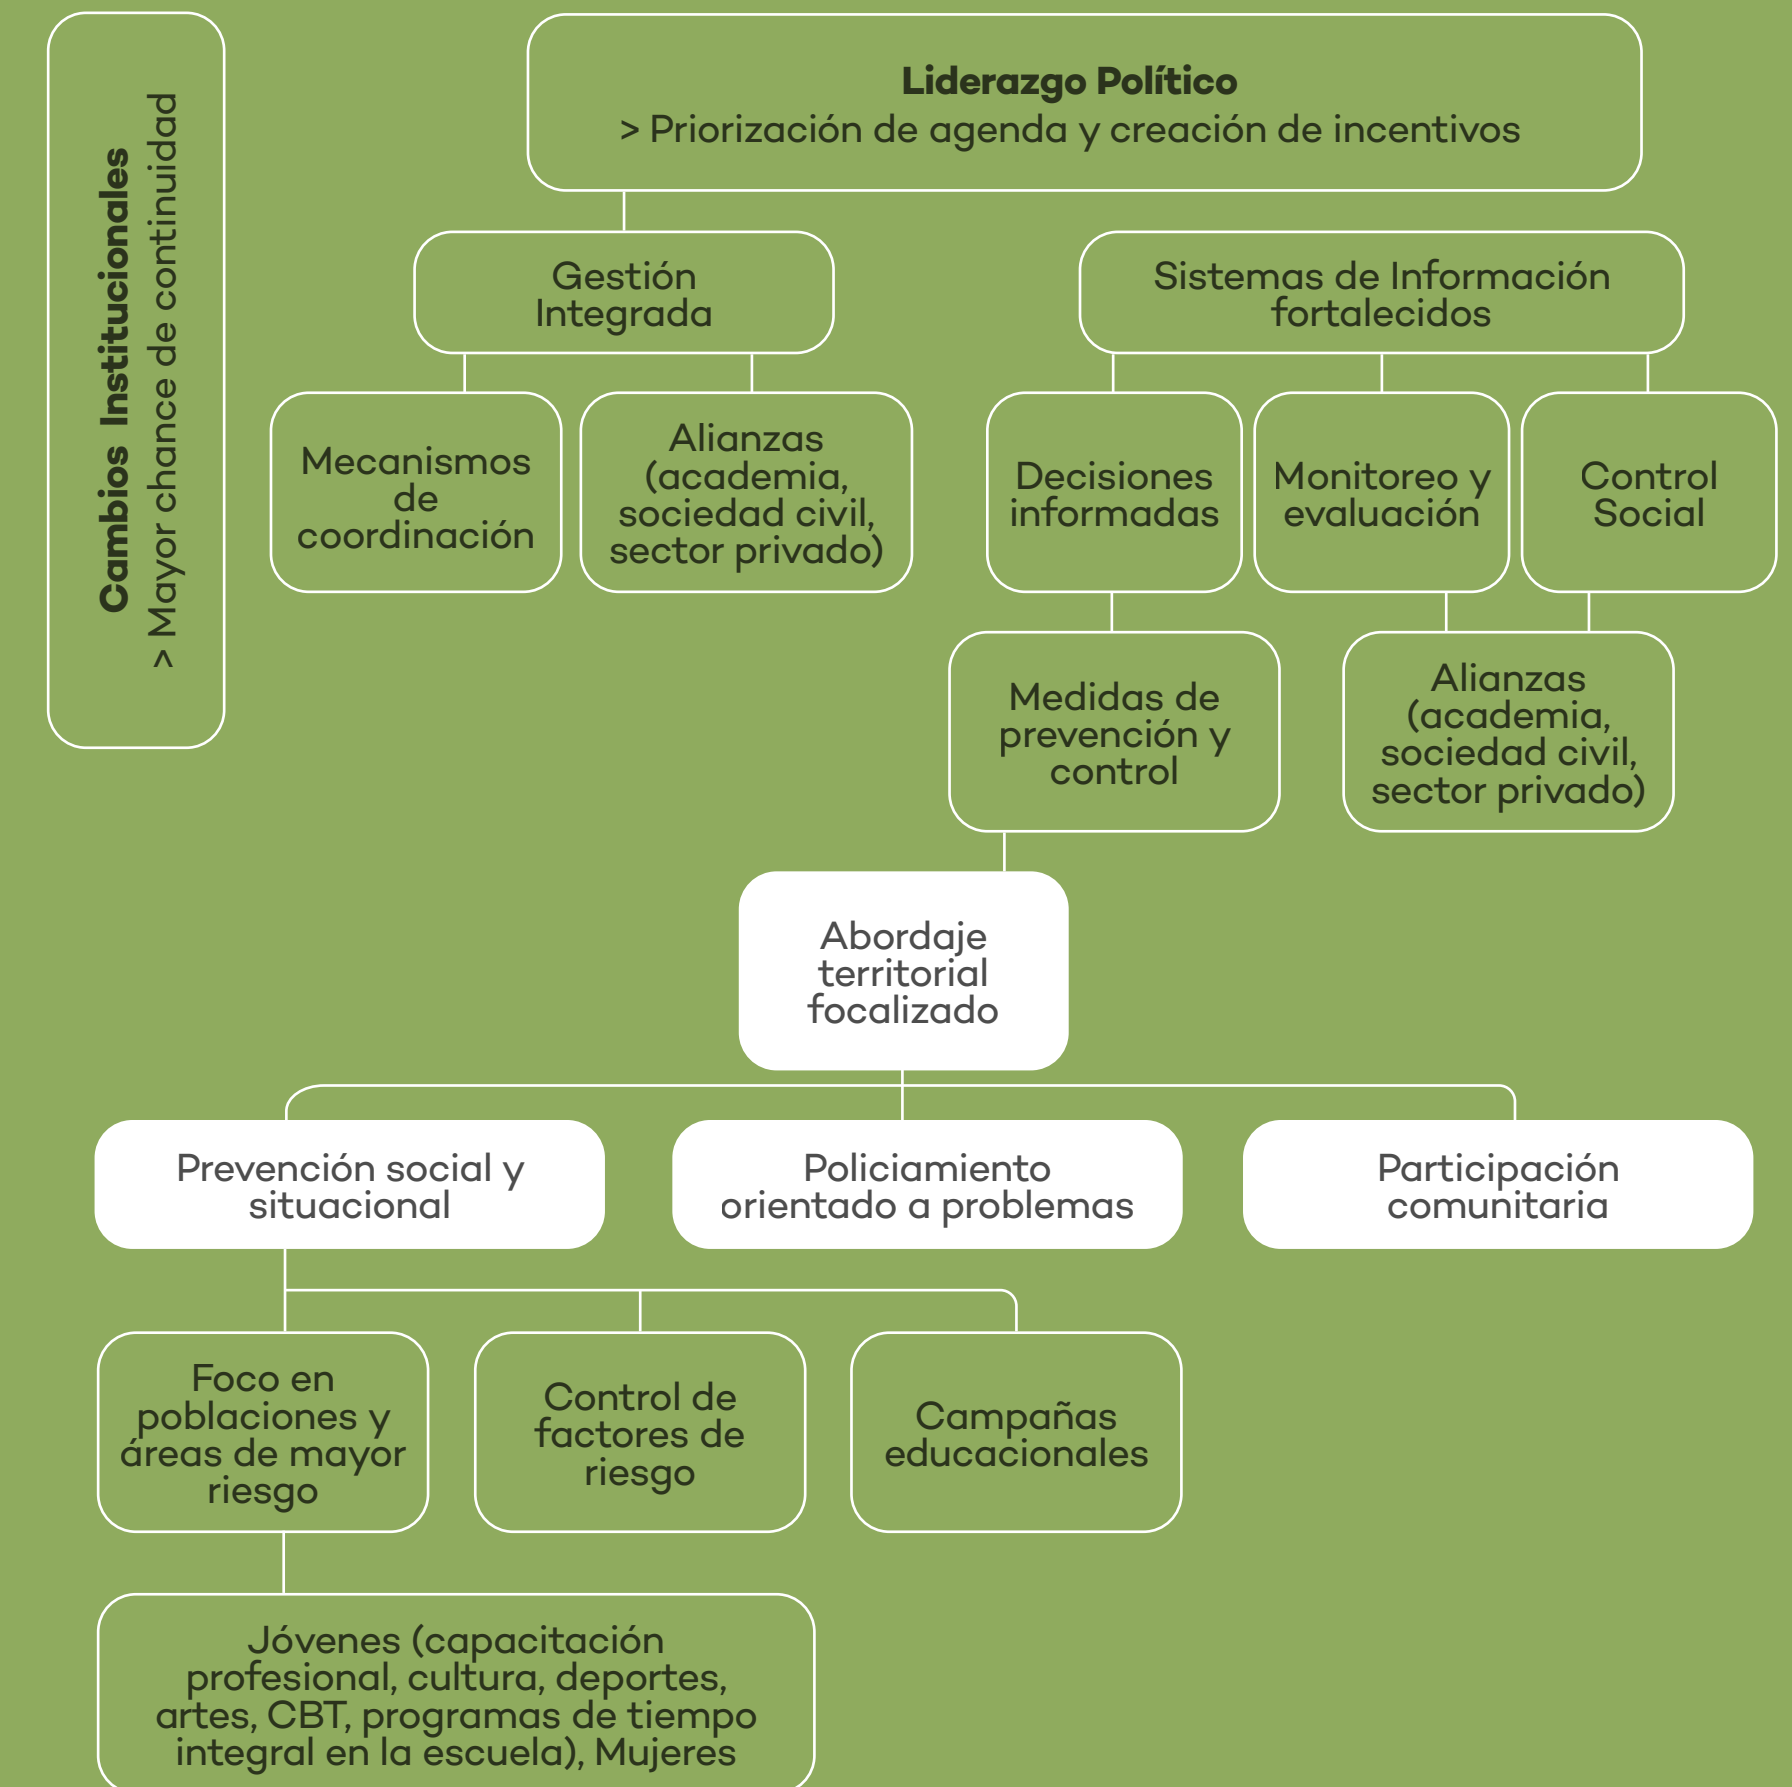 Cambios Institucionales
> Mayor chance de continuidad
Liderazgo Político
> Priorización de agenda y creación de incentivos
Gestión
Integrada
Sistemas de Información
fortalecidos
Mecanismos
de
coordinación
Alianzas
(academia,
sociedad civil,
sector privado)
Decisiones
informadas
Monitoreo y
evaluación
Control
Social
Medidas de
prevención y
control
Alianzas
(academia,
sociedad civil,
sector privado)
Abordaje
territorial
focalizado
Prevención social y
situacional
Policiamiento
orientado a problemas
Participación
comunitaria
Foco en
poblaciones y
áreas de mayor
riesgo
Control de
factores de
riesgo
Campañas
educacionales
Jóvenes (capacitación
profesional, cultura, deportes,
artes, CBT, programas de tiempo
integral en la escuela), Mujeres